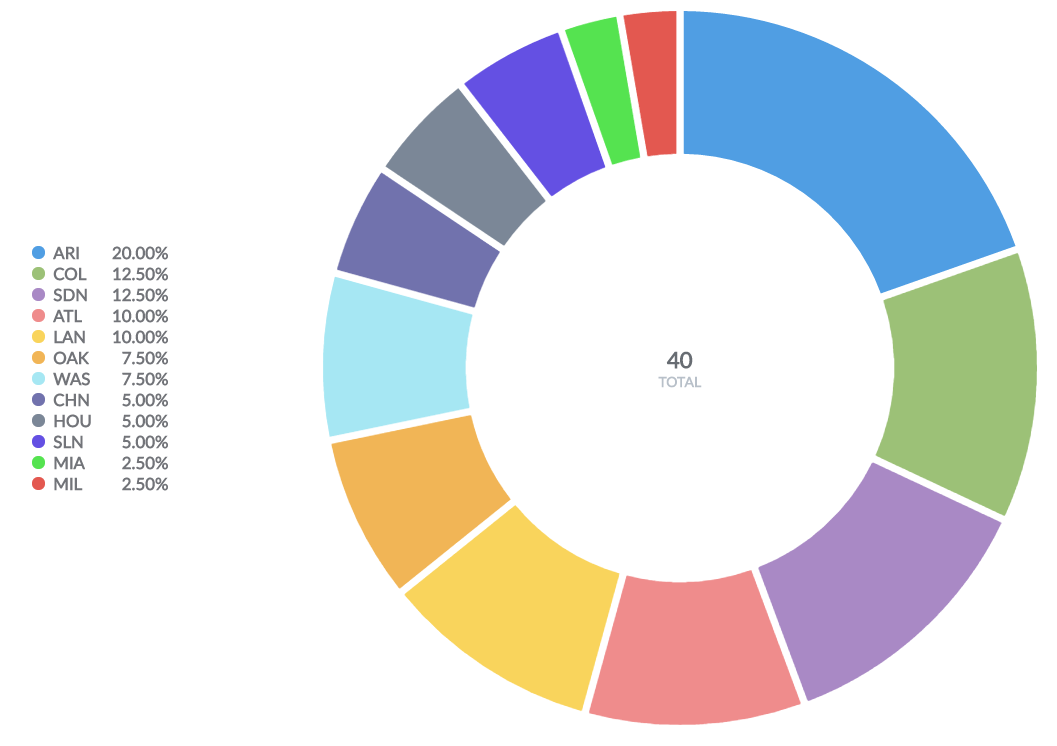 ARI 20.00%
COL 12.50%
SDN 12.50%
ATL 10.00%
LAN 10.00%
OAK 7.50%
WAS 7.50%
CHN 5.00%
HOU 5.00%
SLN 5.00%
MIA 2.50%
MIL 2.50%
40
TOTAL